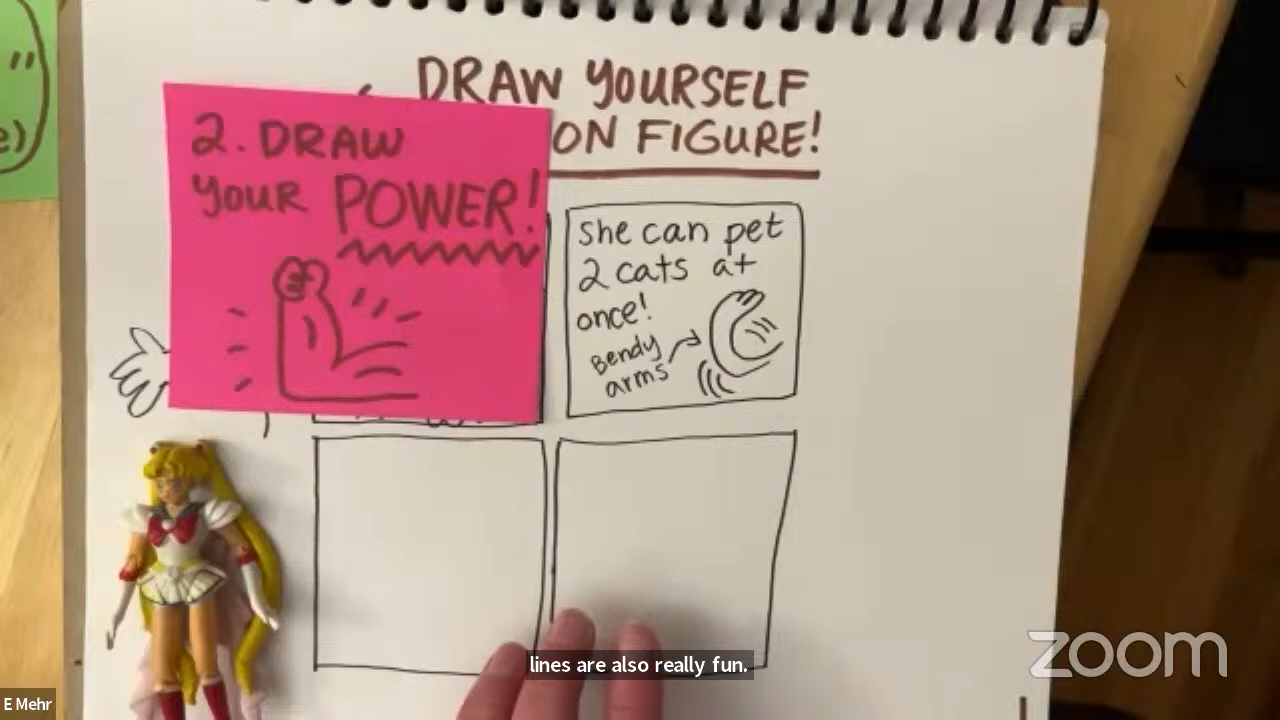 "
e)
DRAW YOURSELF
ON FIGURE!
2. DRAW
your POWER!
She can pet
2 cats at
once!
Bendy
arms
lines are also really fun.
zoom
E Mehr